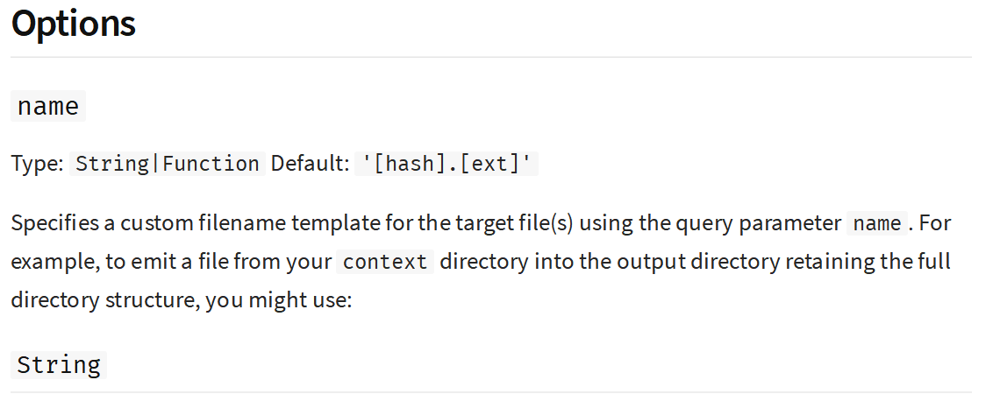 Options
name
Type: String|Function Default: '[hash].[ext]'
Specifies a custom filename template for the target file(s) using the query parameter name . For
example, to emit a file from your context directory into the output directory retaining the full
directory structure, you might use:
String